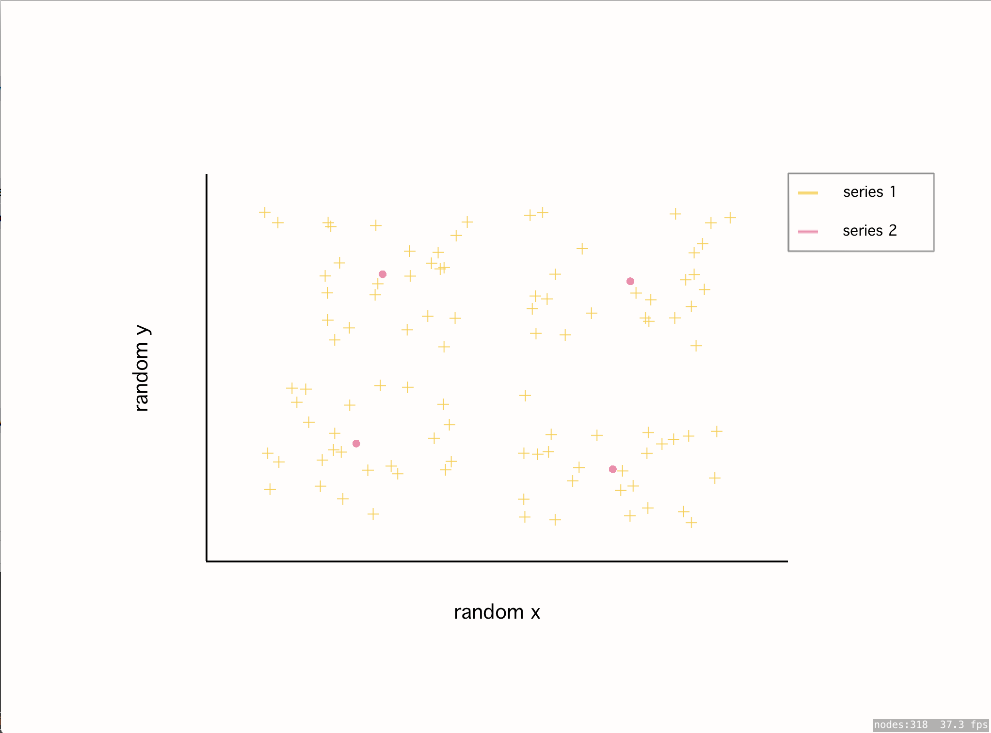 series 1
series 2
random y
random x
nodes:318 37.3 fps